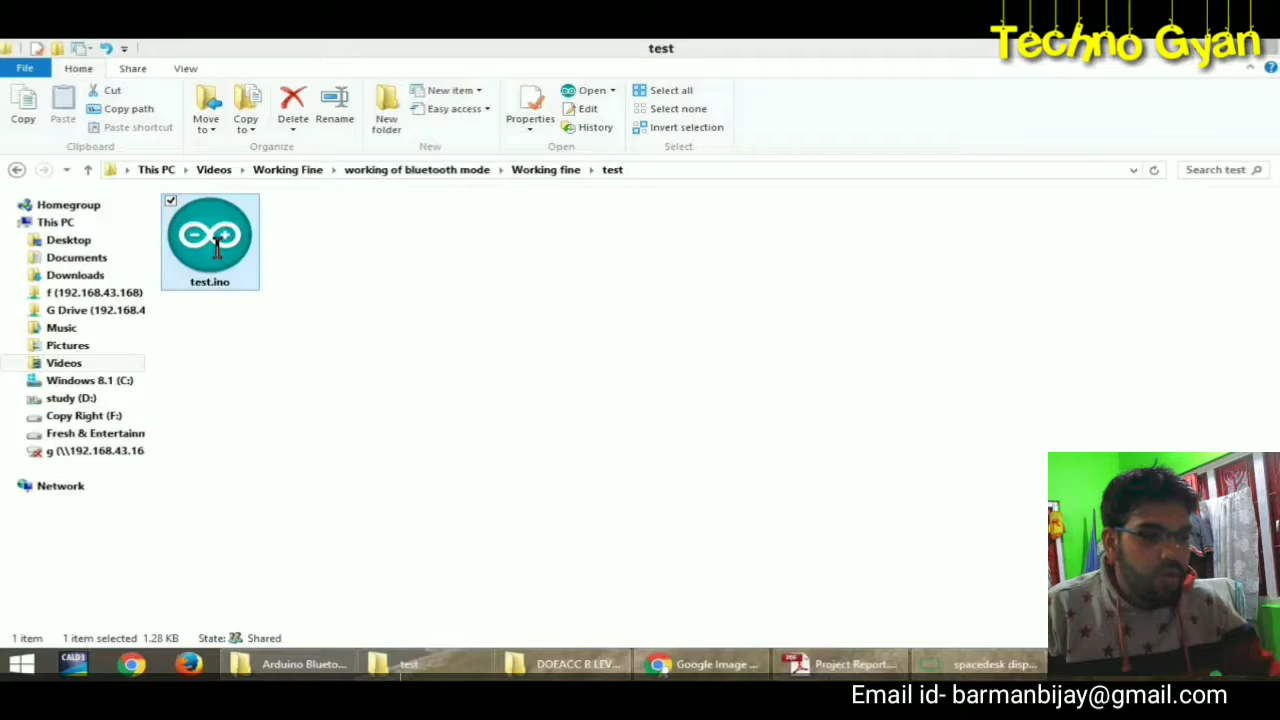 Techno Gyan
test
File Home Share View
Copy Paste Cut Copy path Paste shortcut Clipboard
Move to Copy to Delete Rename Organize
New folder New item Easy access New
Properties Open Edit History Open
Select all Select none Invert selection Select
This PC Videos Working Fine working of bluetooth mode Working fine test Search test
Homegroup
This PC
Desktop
Documents
Downloads
f (192.168.43.168)
G Drive (192.168.4
Music
Pictures
Videos
Windows 8.1 (C:)
study (D:)
Copy Right (F:)
Fresh & Entertainn
g (\\192.168.43.16
Network
test.ino
1 item 1 item selected 1.28 KB State: Shared
CALD3 Arduino Blueto... test DOEACC B LEV... Google Image ... PDF Project Report... spacedesk disp...
Email id- barmanbijay@gmail.com